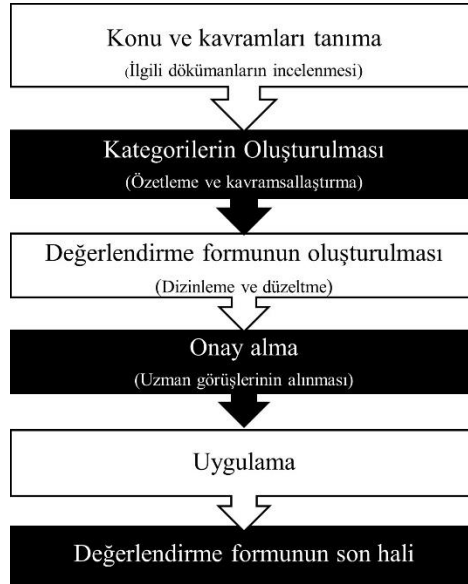 Konu ve kavramları tanıma
(İlgili dökümanların incelenmesi)
Kategorilerin Oluşturulması
(Özetleme ve kavramsallaştırma)
Değerlendirme formunun oluşturulması
(Dizinleme ve düzeltme)
Onay alma
(Uzman görüşlerinin alınması)
Uygulama
Değerlendirme formunun son hali